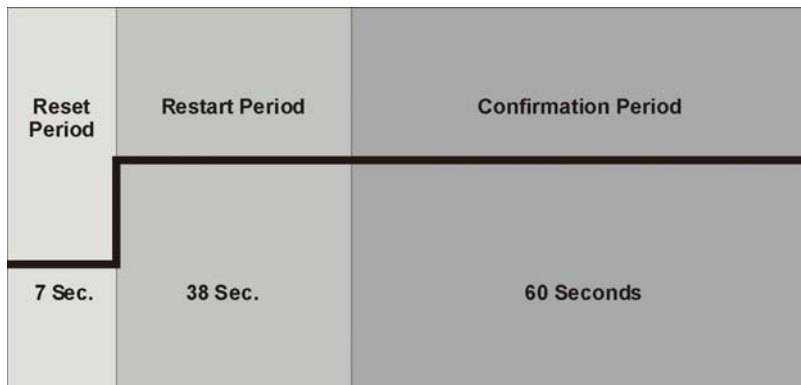 Reset
Period
Restart Period
Confirmation Period
7 Sec.
38 Sec.
60 Seconds